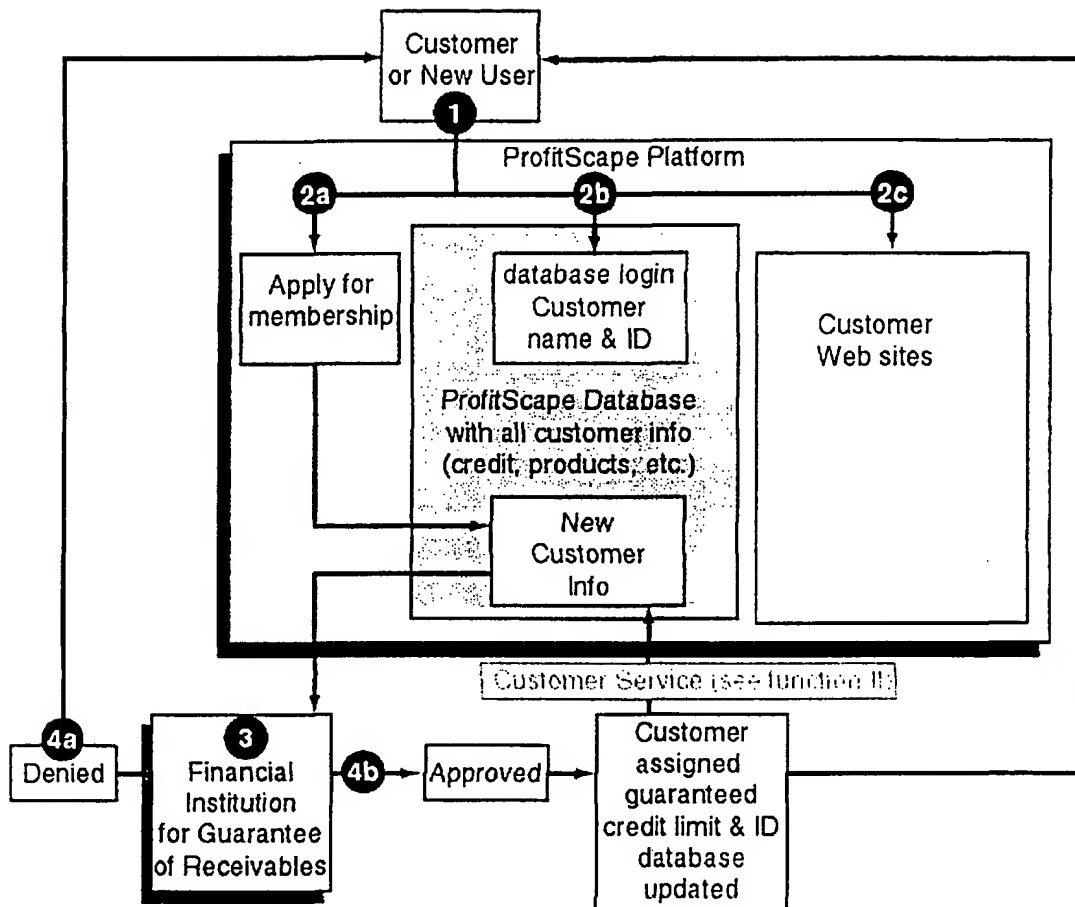 Customer
or New User
1
ProfitScape Platform
2a
2b
2c
Apply for
membership
database login
Customer
name & ID
Customer
Web sites
ProfitScape Database
with all customer info
(credit, products, etc.)
New
Customer
Info
Customer Service (see function II)
4a
Denied
3
Financial
Institution
for Guarantee
of Receivables
4b
Approved
Customer
assigned
guaranteed
credit limit & ID
database
updated